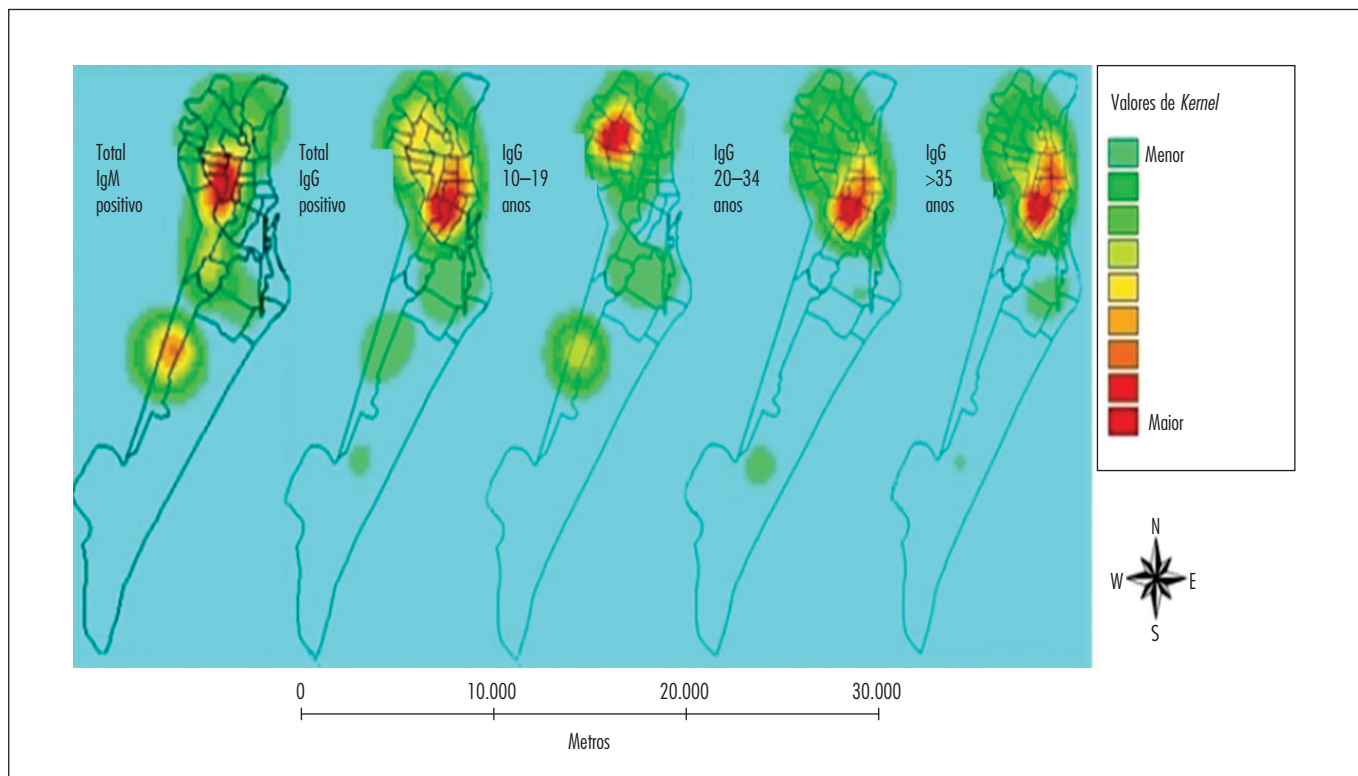 Total
IgM
positivo
Total
IgG
positivo
IgG
10–19
anos
IgG
20–34
anos
IgG
>35
anos
Valores de Kernel
Menor
Maior
N
W E
S
0 10.000 20.000 30.000
Metros